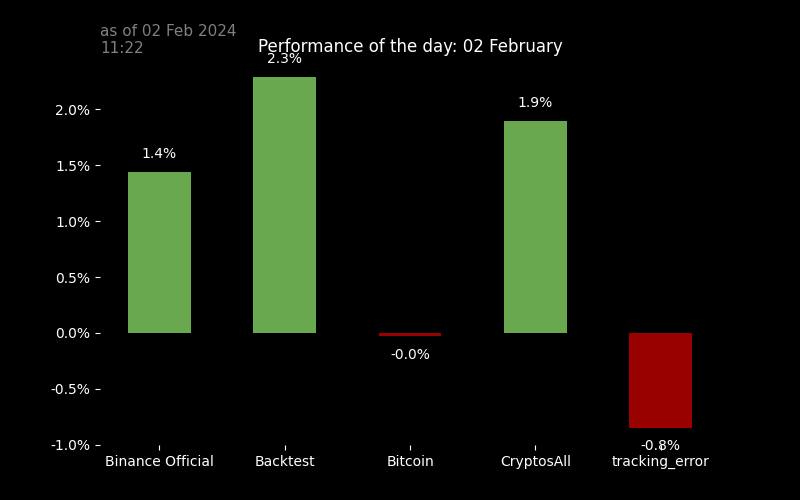 as of 02 Feb 2024
11:22
Performance of the day: 02 February
2.3%
2.0%
1.9%
1.5%
1.4%
1.0%
0.5%
0.0%
-0.0%
-0.5%
-0.8%
-1.0%
Binance Official
Backtest
Bitcoin
CryptosAll
tracking_error